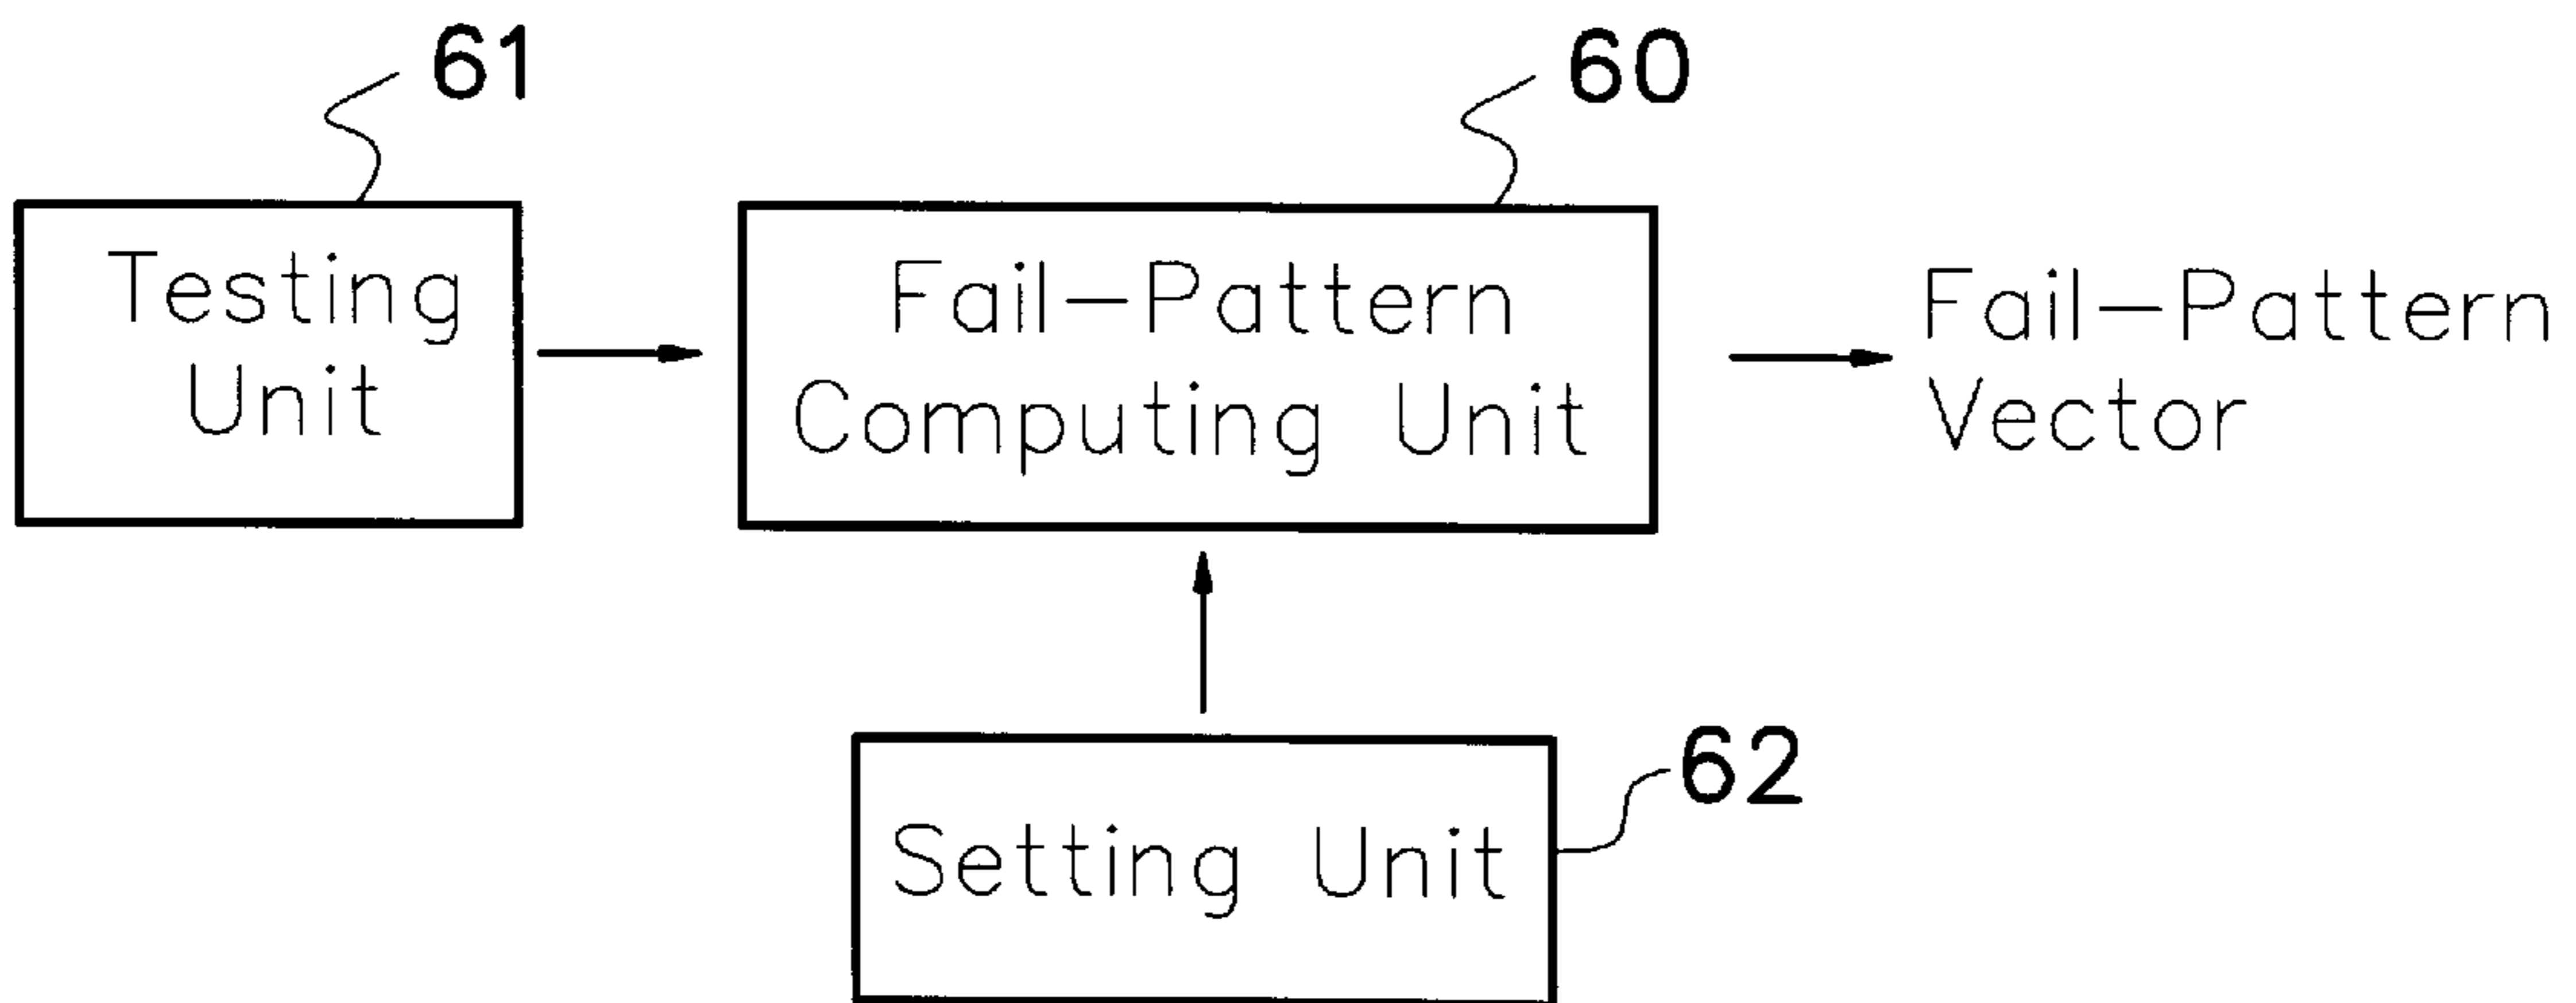 61
60
Testing
Unit
Fail-Pattern
Computing Unit
Fail-Pattern
Vector
62
Setting Unit